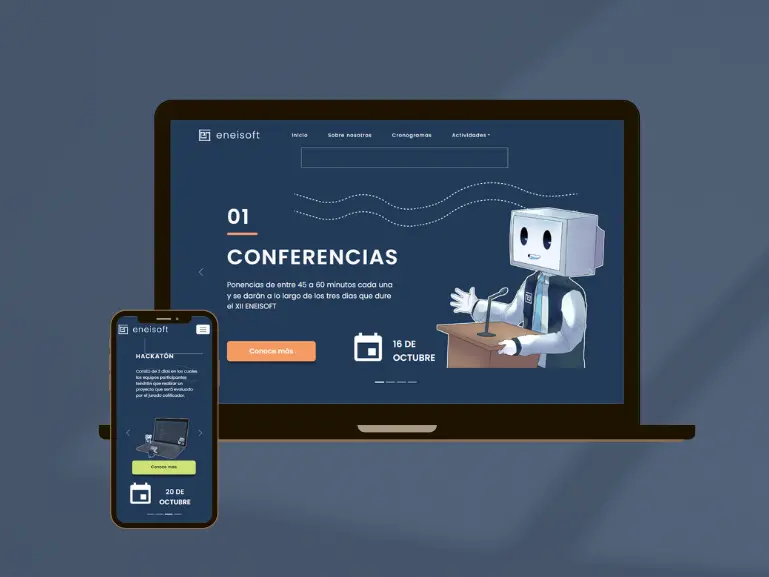 eneisoft
Inicio
Sobre nosotros
Cronogramas
Actividades
01
CONFERENCIAS
Ponencias de entre 45 a 60 minutos cada una
y se darán a lo largo de los tres dias que dure
el XII ENEISOFT
Conoce más
16 DE
OCTUBRE
eneisoft
HACKATÓN
Consta de 3 días en los cuales
los equipos participantes
tendrán que realizar un
proyecto que será evaluado
por el jurado calificador.
Conoce más
20 DE
OCTUBRE